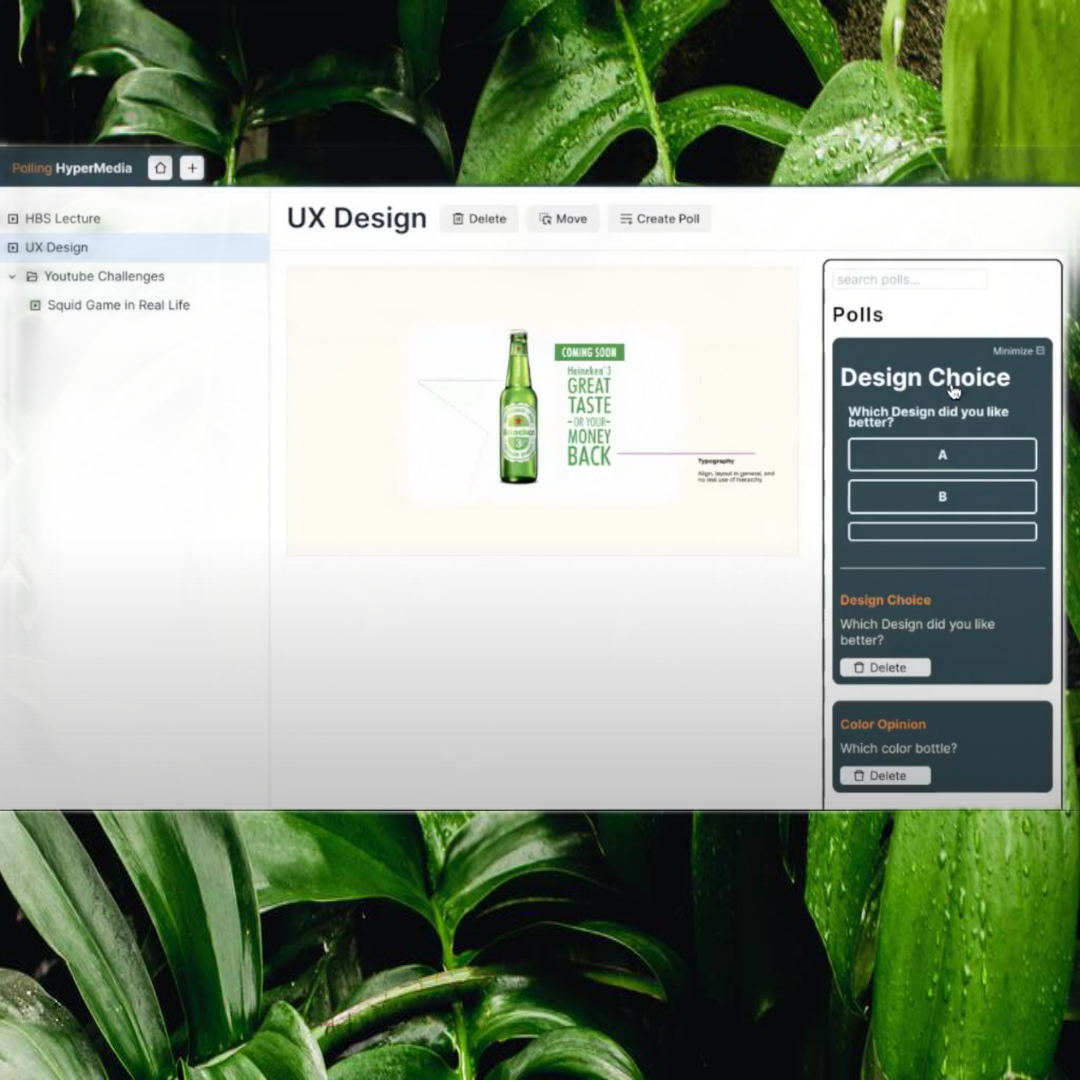 Polling HyperMedia
HBS Lecture
UX Design
Youtube Challenges
Squid Game in Real Life
UX Design
Delete
Move
Create Poll
COMING SOON
Heineken 3
GREAT
TASTE
-OR YOUR-
MONEY
BACK
Heineken
3
Typography
Align, layout in general, and
no real use of hierarchy.
search polls...
Polls
Minimize
Design Choice
Which Design did you like
better?
A
B
Design Choice
Which Design did you like
better?
Delete
Color Opinion
Which color bottle?
Delete